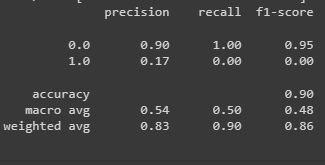 precision recall f1-score
0.0 0.90 1.00 0.95
1.0 0.17 0.00 0.00
accuracy 0.90
macro avg 0.54 0.50 0.48
weighted avg 0.83 0.90 0.86